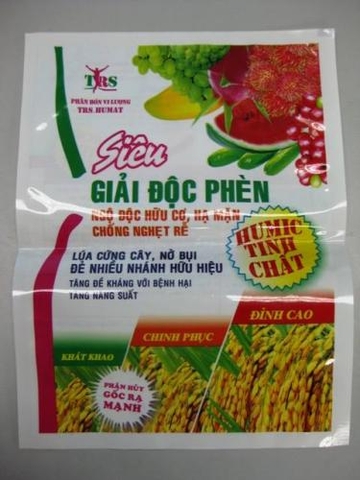 TRS
PHÂN BÓN VI LƯỢNG
TRS HUMAT
Siêu
GIẢI ĐỘC PHÈN
NGỘ ĐỘC HỮU CƠ, HẠ MẶN
CHỐNG NGHẸT RỄ
HUMIC
TINH
CHẤT
LÚA CỨNG CÂY, NỞ BỤI
ĐẺ NHIỀU NHÁNH HỮU HIỆU
TĂNG ĐỀ KHÁNG VỚI BỆNH HẠI
TĂNG NĂNG SUẤT
ĐỈNH CAO
CHINH PHỤC
KHÁT KHAO
PHÂN HỦY
GỐC RẠ
MẠNH